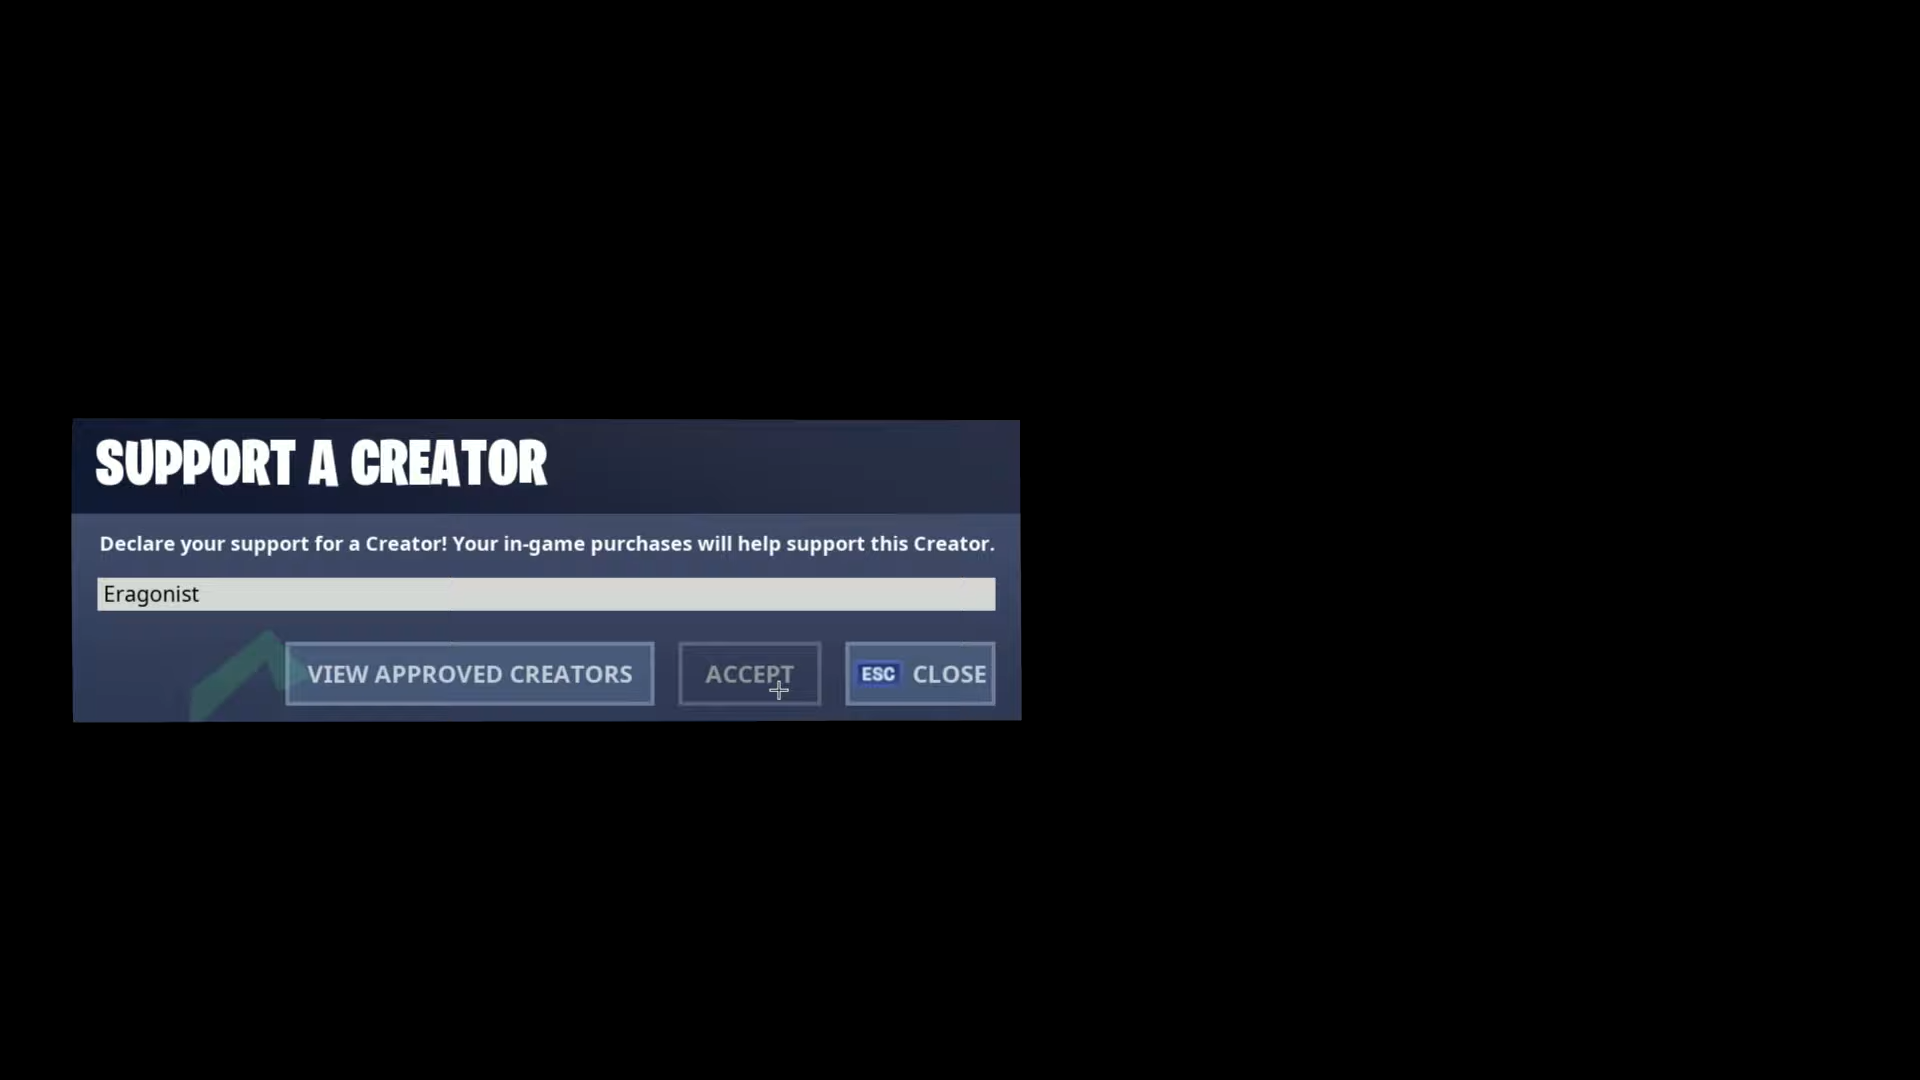 SUPPORT A CREATOR
Declare your support for a Creator! Your in-game purchases will help support this Creator.
Eragonist
VIEW APPROVED CREATORS
ACCEPT
ESC CLOSE